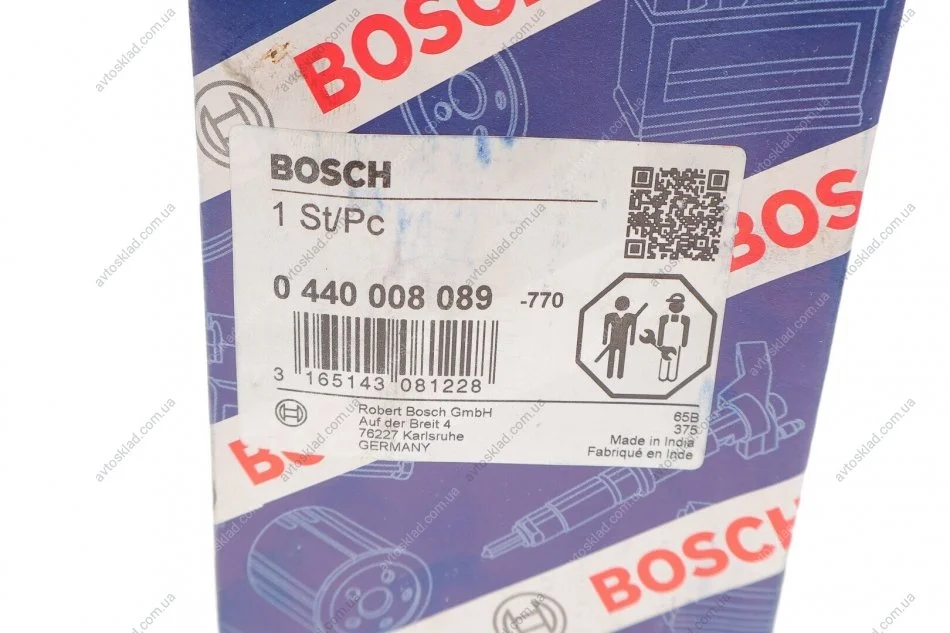 BOSCH
BOSCH
1 St/Pc
0 440 008 089 -770
3 165143 081228
Robert Bosch GmbH
Auf der Breit 4
76227 Karlsruhe
GERMANY
65B
375
Made in India
Fabriqué en Inde
BOS
BO
BOSCH
avtosklad.com.ua